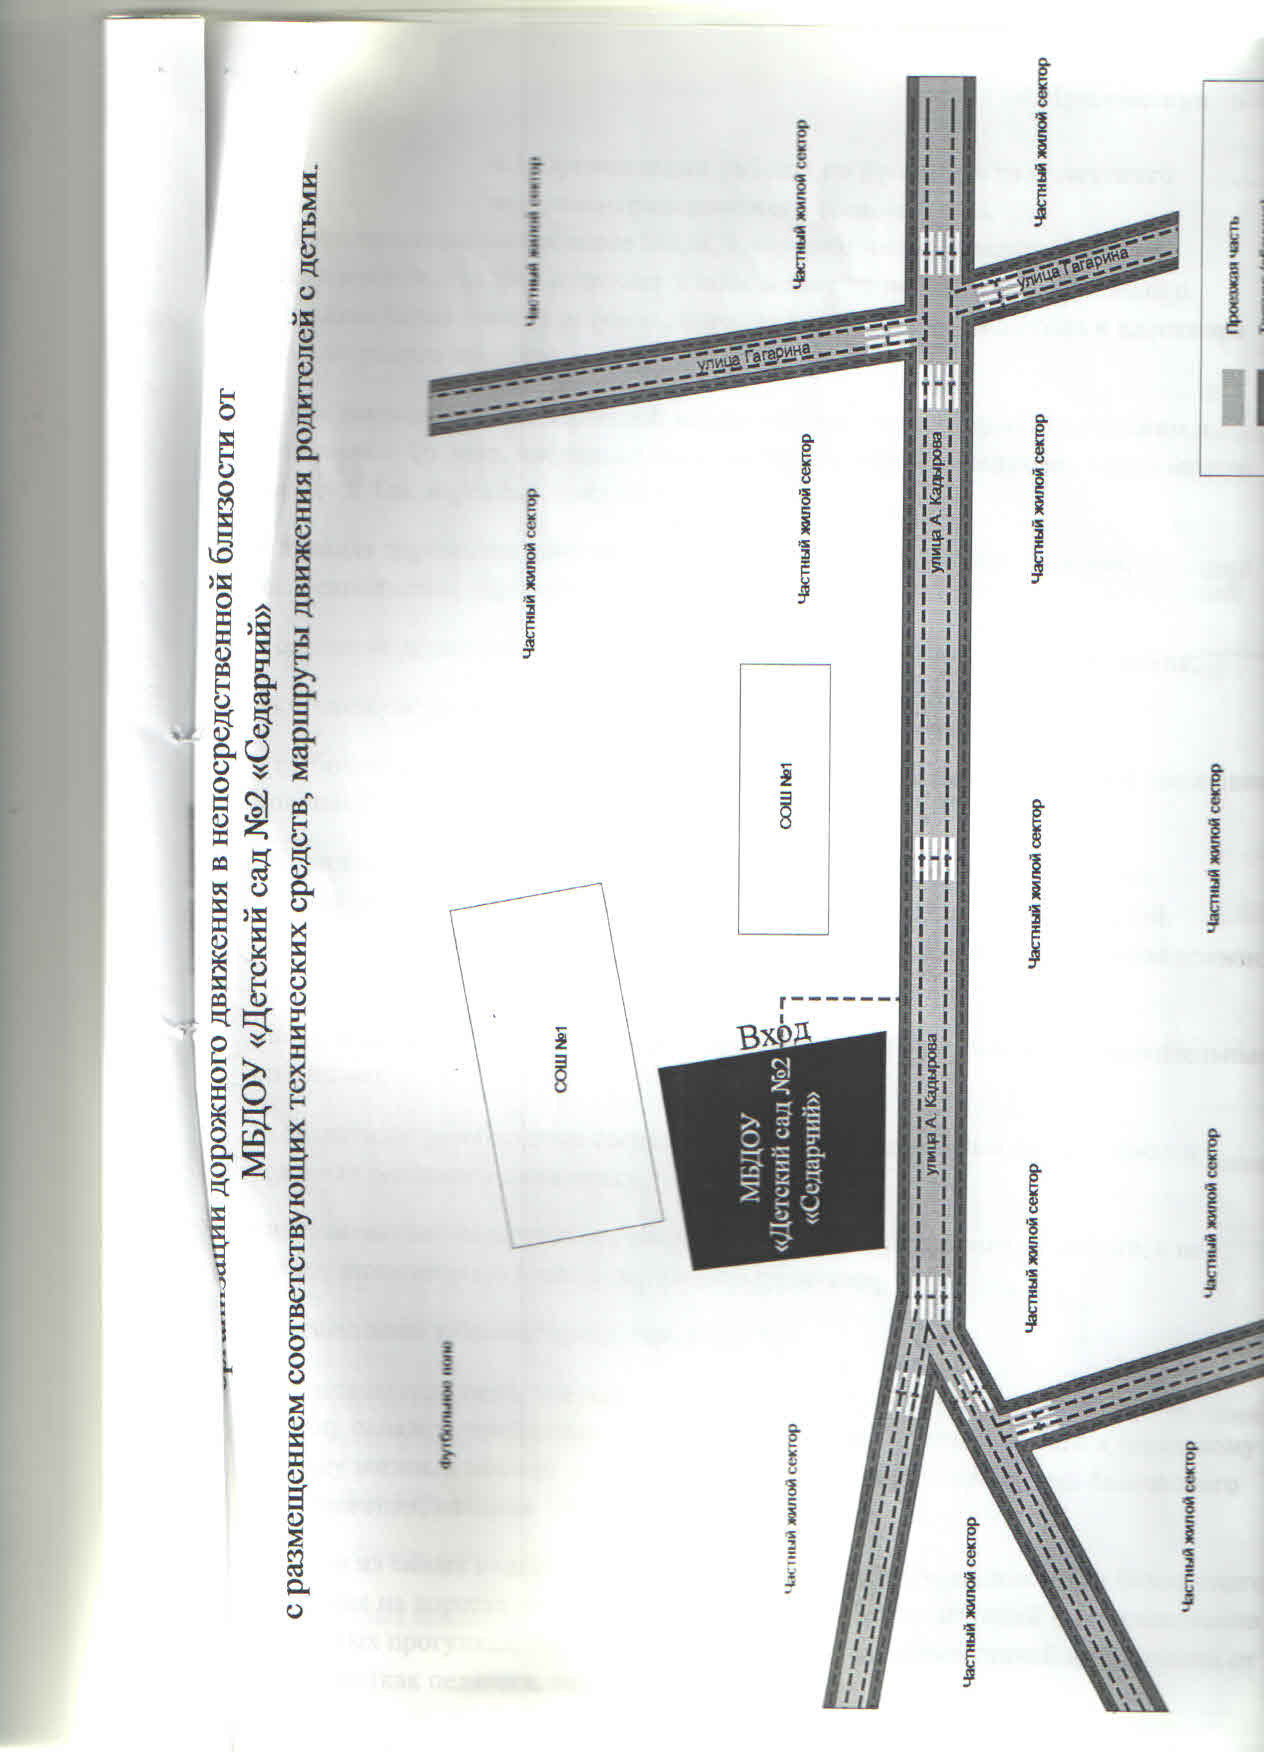 дорожного движения в непосредственной близости от
МБДОУ «Детский сад №2 «Седарчий»
с размещением соответствующих технических средств, маршруты движения родителей с детьми.
Футбольное поле
Частный жилой сектор
Частный жилой сектор
СОШ №1
Частный жилой сектор
Частный жилой сектор
Частный жилой сектор
СОШ №1
Вход
МБДОУ
«Детский сад №2
«Седарчий»
улица Гагарина
улица А. Кадырова
улица А. Кадырова
улица Гагарина
Частный жилой сектор
Частный жилой сектор
Частный жилой сектор
Частный жилой сектор
Частный жилой сектор
Частный жилой сектор
Частный жилой сектор
Частный жилой сектор
Проезжая часть